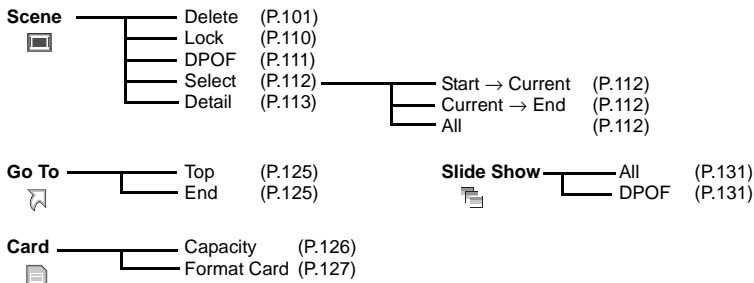 Scene Delete (P.101)
Lock (P.110)
DPOF (P.111)
Select (P.112) Start → Current (P.112)
Detail (P.113) Current → End (P.112)
All (P.112)
Go To Top (P.125) Slide Show All (P.131)
End (P.125) DPOF (P.131)
Card Capacity (P.126)
Format Card (P.127)